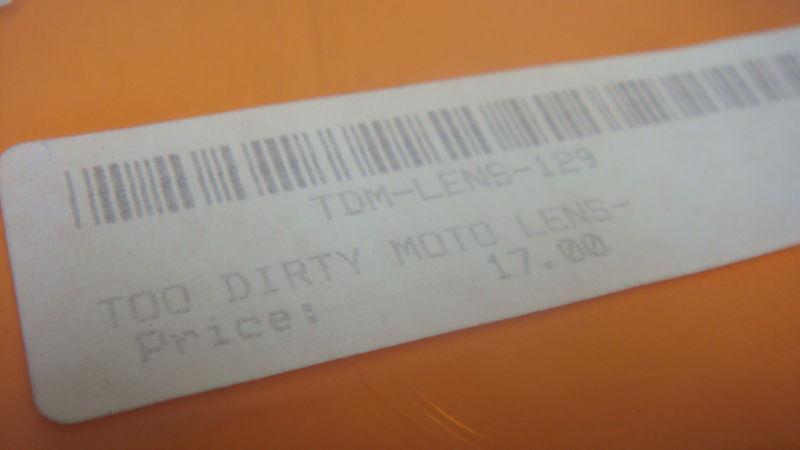 TDM-LENS-129
TOO DIRTY MOTO LENS-
Price: 17.00